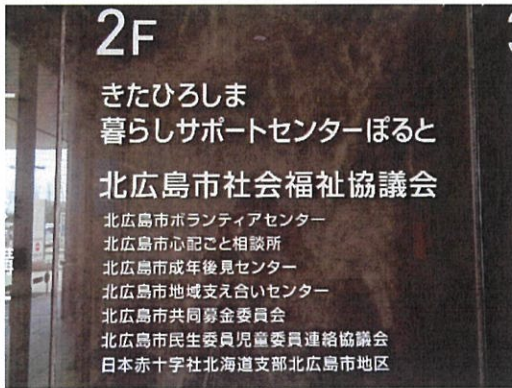 2F
きたひろしま
暮らしサポートセンターぽると
北広島市社会福祉協議会
北広島市ボランティアセンター
北広島市心配ごと相談所
北広島市成年後見センター
北広島市地域支え合いセンター
北広島市共同募金委員会
北広島市民生委員児童委員連絡協議会
日本赤十字社北海道支部北広島市地区